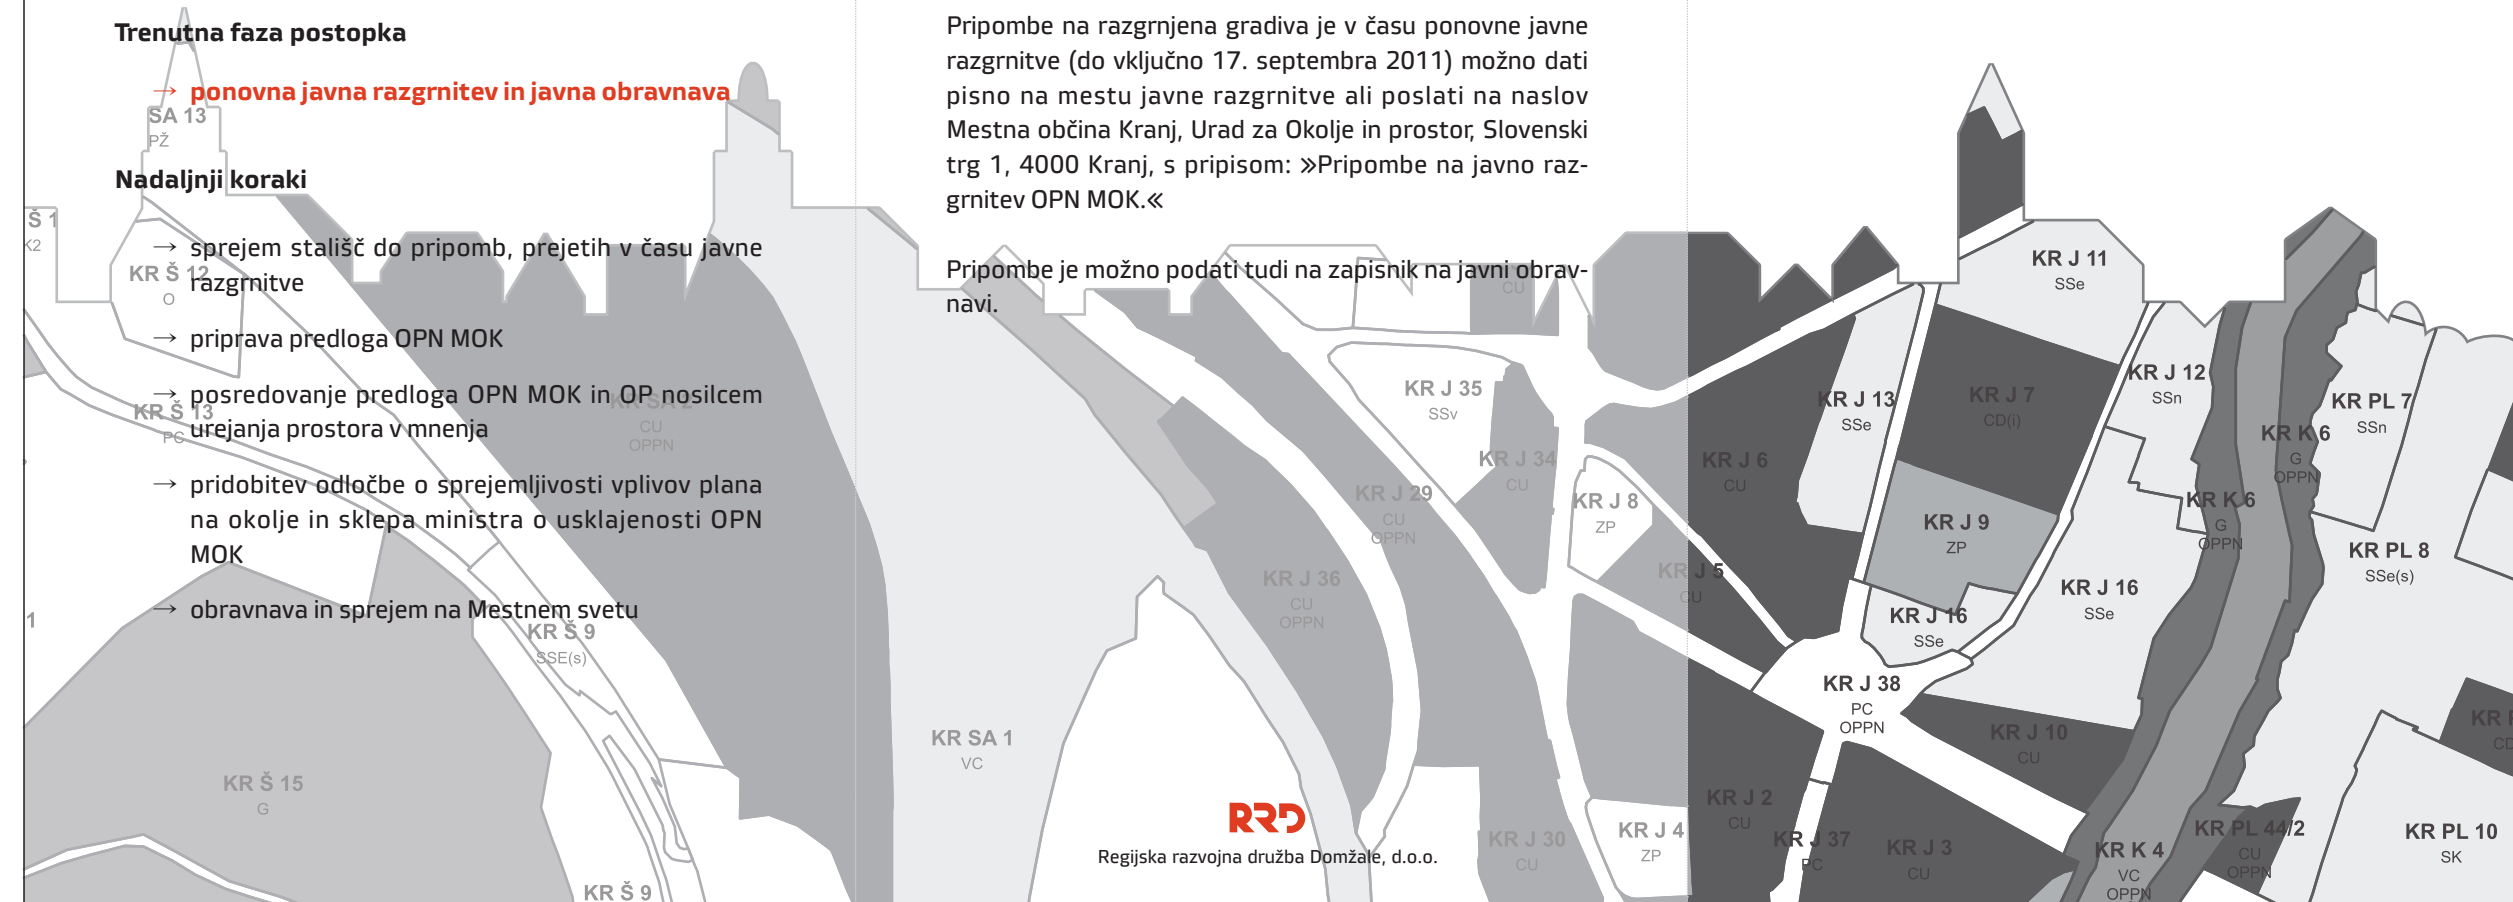 Trenutna faza postopka
→ ponovna javna razgrnitev in javna obravnava
Nadaljnji koraki
→ sprejem stališč do pripomb, prejetih v času javne
razgrnitve
→ priprava predloga OPN MOK
→ posredovanje predloga OPN MOK in OP nosilcem
urejanja prostora v mnenja
→ pridobitev odločbe o sprejemljivosti vplivov plana
na okolje in sklepa ministra o usklajenosti OPN
MOK
→ obravnava in sprejem na Mestnem svetu
Pripombe na razgrnjena gradiva je v času ponovne javne
razgrnitve (do vključno 17. septembra 2011) možno dati
pisno na mestu javne razgrnitve ali poslati na naslov
Mestna občina Kranj, Urad za Okolje in prostor, Slovenski
trg 1, 4000 Kranj, s pripisom: »Pripombe na javno raz-
grnitev OPN MOK.«
Pripombe je možno podati tudi na zapisnik na javni obrav-
navi.
RRD
Regijska razvojna družba Domžale, d.o.o.
SA 13
PŽ
Š 1
K2
KR Š 12
O
KR Š 13
PC
KR SA 2
CU
OPPN
1
KR Š 9
SSE(s)
KR Š 15
G
KR Š 9
KR SA 1
VC
CU
KR J 35
SSv
KR J 34
CU
KR J 29
CU
OPPN
KR J 36
CU
OPPN
KR J 8
ZP
KR J 5
CU
KR J 30
CU
KR J 4
ZP
KR J 6
CU
KR J 13
SSe
KR J 11
SSe
KR J 7
CD(i)
KR J 9
ZP
KR J 16
SSe
KR J 12
SSn
KR J 16
SSe
KR J 38
PC
OPPN
KR J 10
CU
KR J 2
CU
KR J 37
PC
KR J 3
CU
KR K 6
G
OPPN
KR K 6
G
OPPN
KR PL 7
SSn
KR PL 8
SSe(s)
KR K 4
VC
OPPN
KR PL 44/2
CU
OPPN
KR PL 10
SK
KR
CD